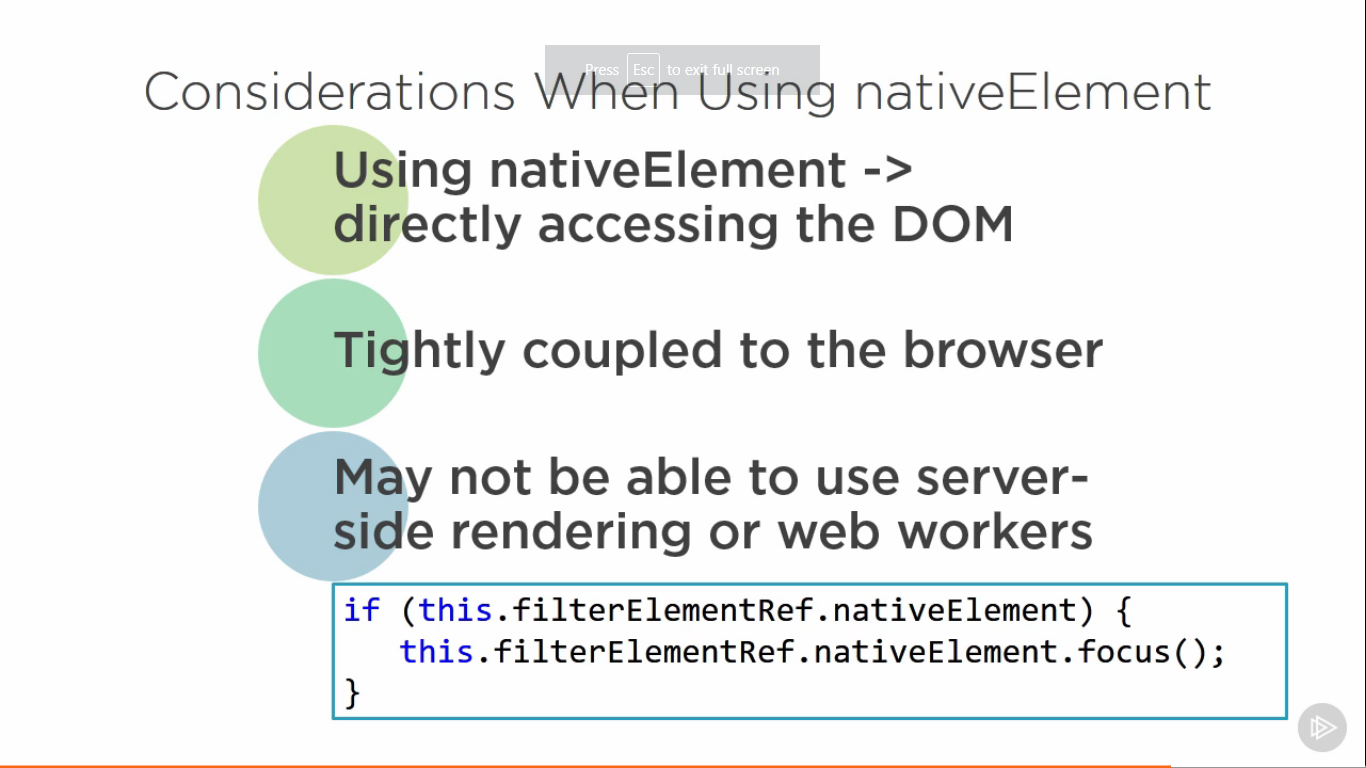 Press Esc to exit full screen
Considerations When Using nativeElement
Using nativeElement ->
directly accessing the DOM
Tightly coupled to the browser
May not be able to use server-
side rendering or web workers
if (this.filterElementRef.nativeElement) {
   this.filterElementRef.nativeElement.focus();
}